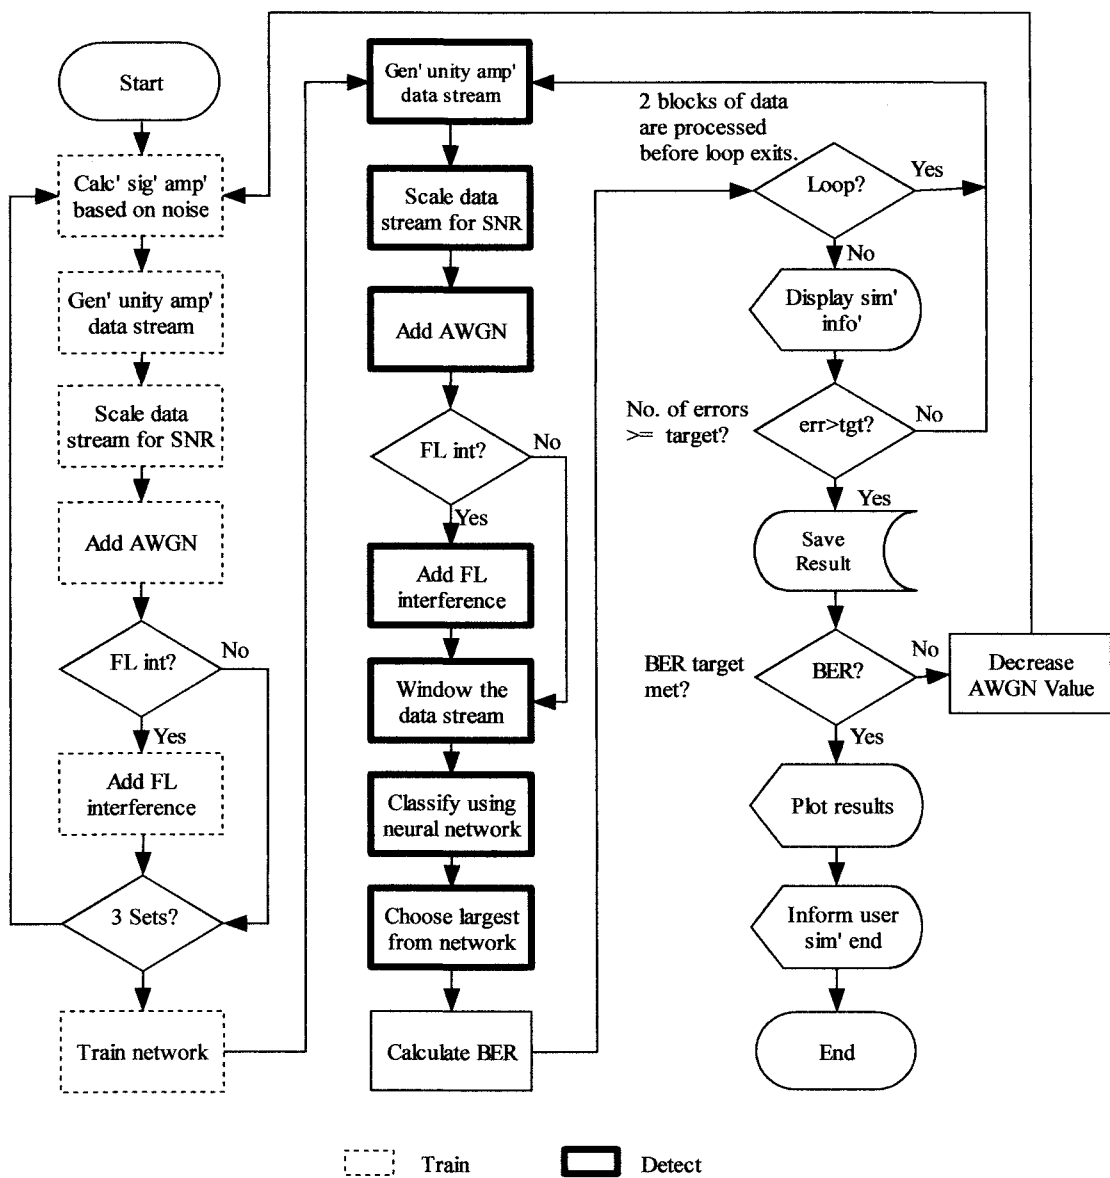 Start
Calc' sig' amp'
based on noise
Gen' unity amp'
data stream
Scale data
stream for SNR
Add AWGN
FL int?
No
Yes
Add FL
interference
3 Sets?
Train network
Gen' unity amp'
data stream
Scale data
stream for SNR
Add AWGN
FL int?
No
Yes
Add FL
interference
Window the
data stream
Classify using
neural network
Choose largest
from network
Calculate BER
2 blocks of data
are processed
before loop exits.
Loop?
Yes
No
Display sim'
info'
No. of errors
>= target?
err>tgt?
No
Yes
Save
Result
BER target
met?
BER?
No
Decrease
AWGN Value
Yes
Plot results
Inform user
sim' end
End
Train
Detect